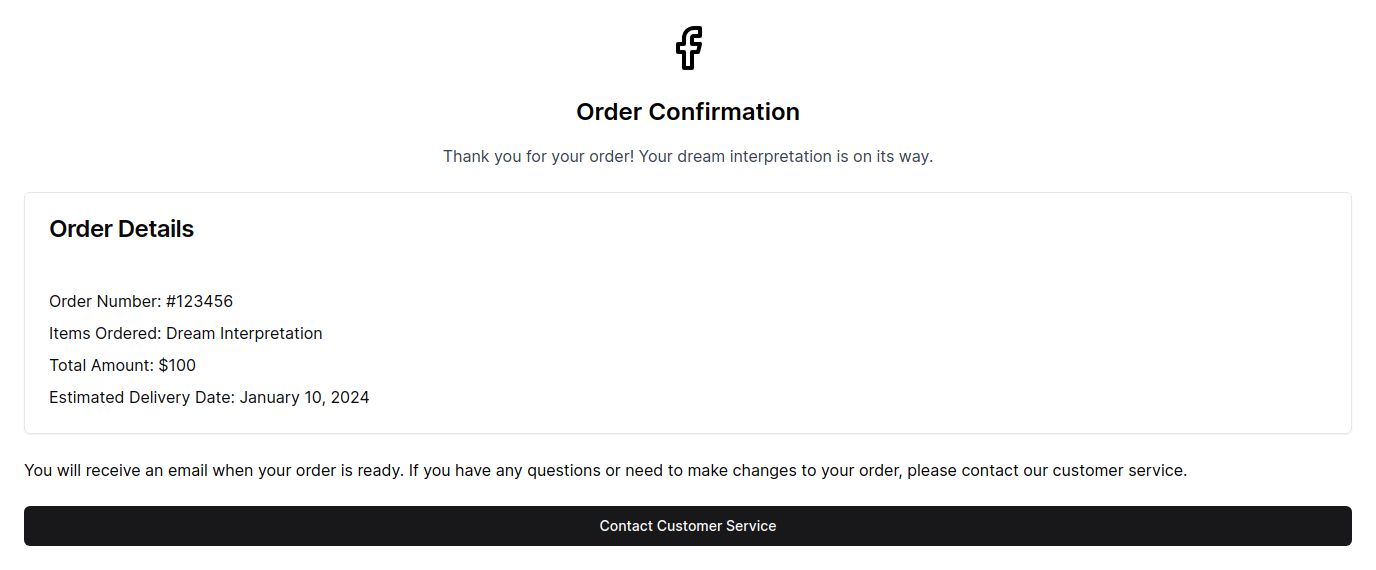 Order Confirmation
Thank you for your order! Your dream interpretation is on its way.
Order Details
Order Number: #123456
Items Ordered: Dream Interpretation
Total Amount: $100
Estimated Delivery Date: January 10, 2024
You will receive an email when your order is ready. If you have any questions or need to make changes to your order, please contact our customer service.
Contact Customer Service